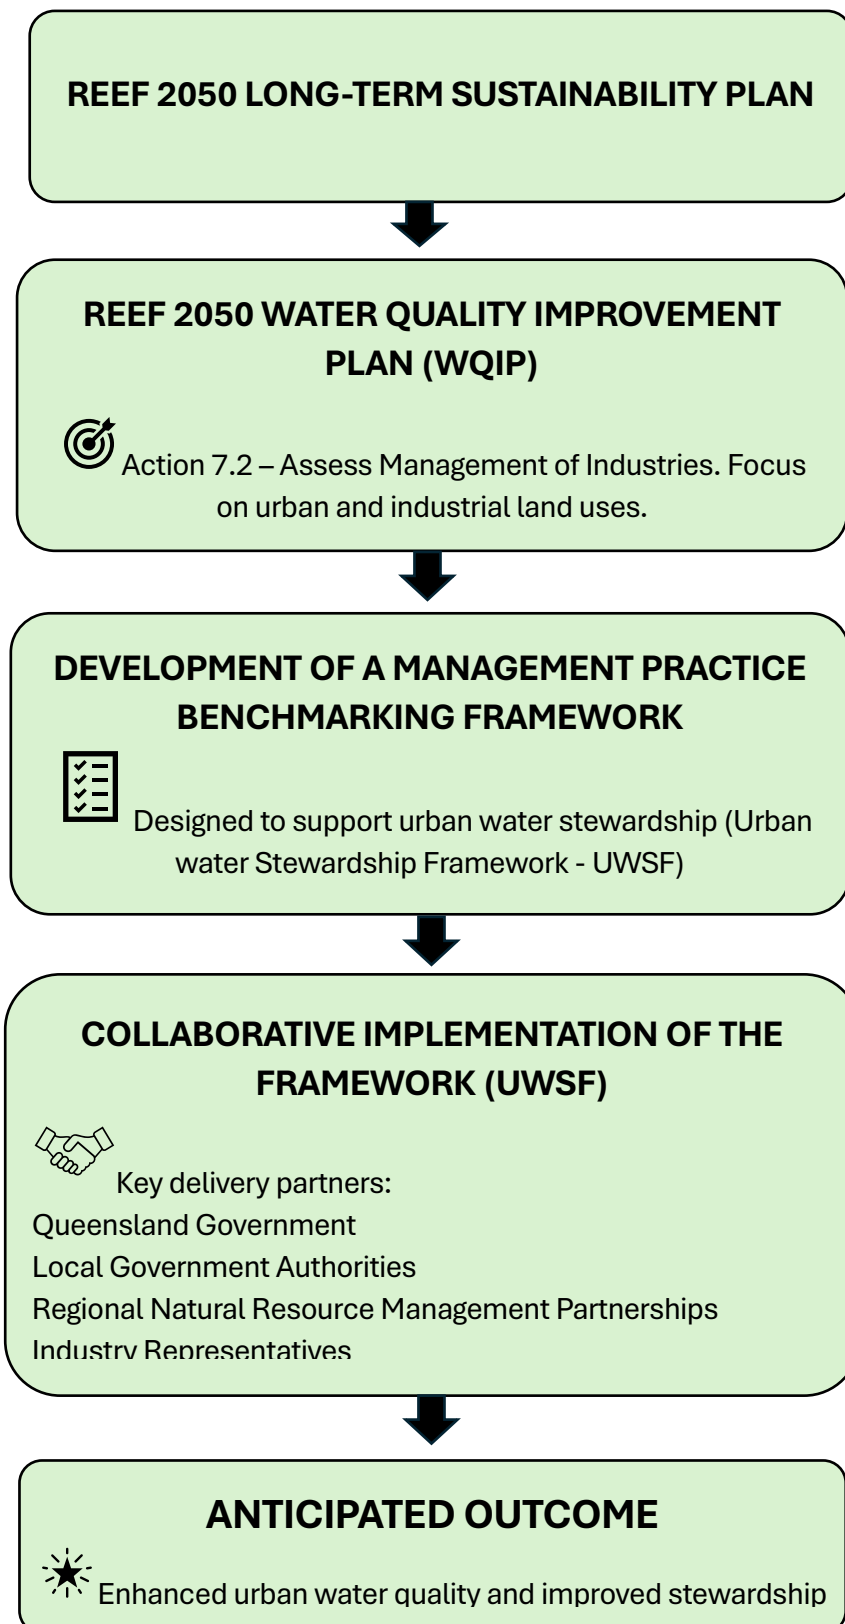 REEF 2050 LONG-TERM SUSTAINABILITY PLAN
REEF 2050 WATER QUALITY IMPROVEMENT
PLAN (WQIP)
Action 7.2 – Assess Management of Industries. Focus
on urban and industrial land uses.
DEVELOPMENT OF A MANAGEMENT PRACTICE
BENCHMARKING FRAMEWORK
Designed to support urban water stewardship (Urban
water Stewardship Framework - UWSF)
COLLABORATIVE IMPLEMENTATION OF THE
FRAMEWORK (UWSF)
Key delivery partners:
Queensland Government
Local Government Authorities
Regional Natural Resource Management Partnerships
Industry Representatives
ANTICIPATED OUTCOME
Enhanced urban water quality and improved stewardship